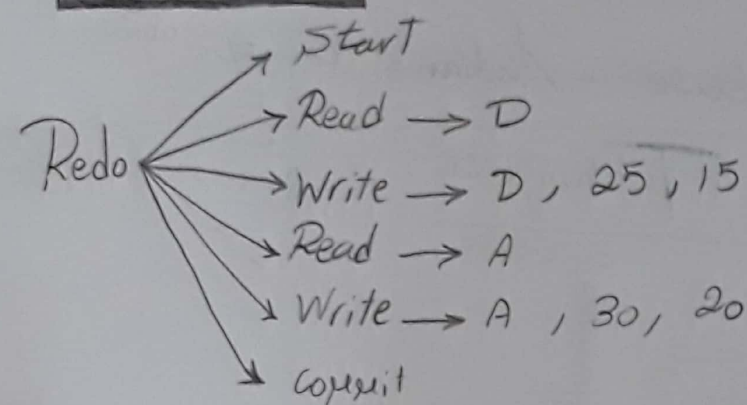 Start
Read → D
Redo
Write → D, 25, 15
Read → A
Write → A, 30, 20
commit